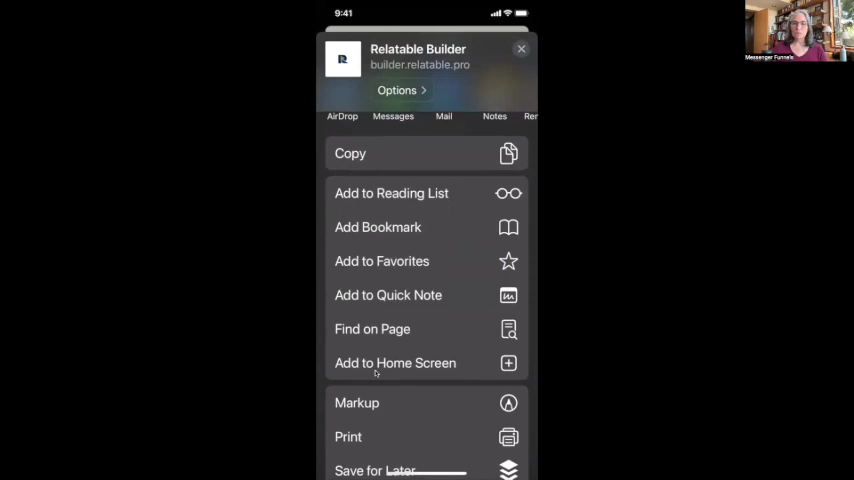 9:41
Relatable Builder
builder.relatable.pro
Options
AirDrop Messages Mail Notes Rer
Copy
Add to Reading List
Add Bookmark
Add to Favorites
Add to Quick Note
Find on Page
Add to Home Screen
Markup
Print
Save for Later
R
Messenger Funnels